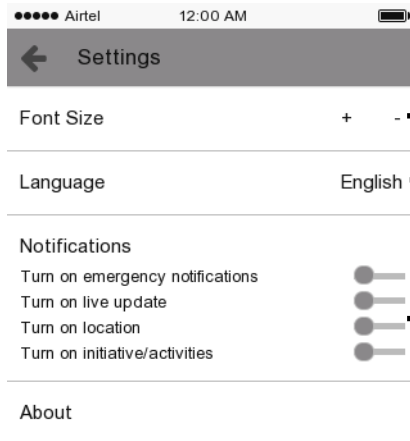 Airtel 12:00 AM
Settings
Font Size + -
Language English
Notifications
Turn on emergency notifications
Turn on live update
Turn on location
Turn on initiative/activities
About